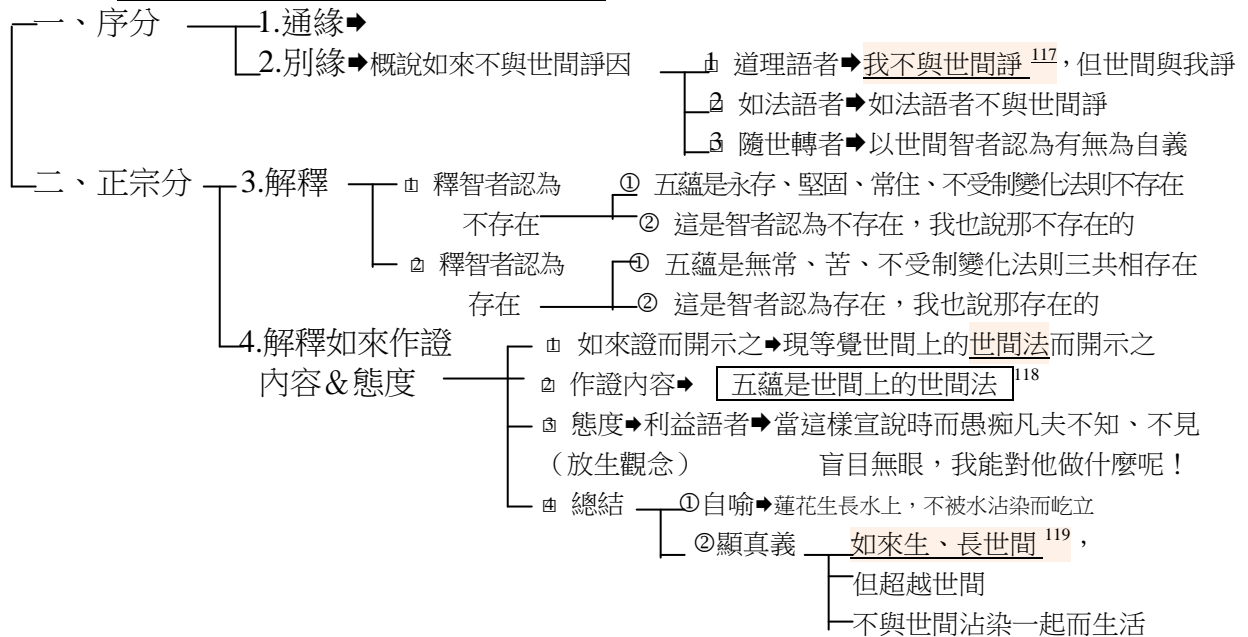 一、序分 1.通緣➡
2.別緣➡概說如來不與世間諍因 1 道理語者➡我不與世間諍 117，但世間與我諍
2 如法語者➡如法語者不與世間諍
3 隨世轉者➡以世間智者認為有無為自義
二、正宗分 3.解釋 1 釋智者認為 ① 五蘊是永存、堅固、常住、不受制變化法則不存在
不存在 ② 這是智者認為不存在，我也說那不存在的
2 釋智者認為 ① 五蘊是無常、苦、不受制變化法則三共相存在
存在 ② 這是智者認為存在，我也說那存在的
4.解釋如來作證 1 如來證而開示之➡現等覺世間上的世間法而開示之
內容&態度 2 作證內容➡ 五蘊是世間上的世間法 118
3 態度➡利益語者➡當這樣宣說時而愚痴凡夫不知、不見
（放生觀念） 盲目無眼，我能對他做什麼呢！
4 總結 ①自喻➡蓮花生長水上，不被水沾染而屹立
②顯真義 如來生、長世間 119，
但超越世間
不與世間沾染一起而生活